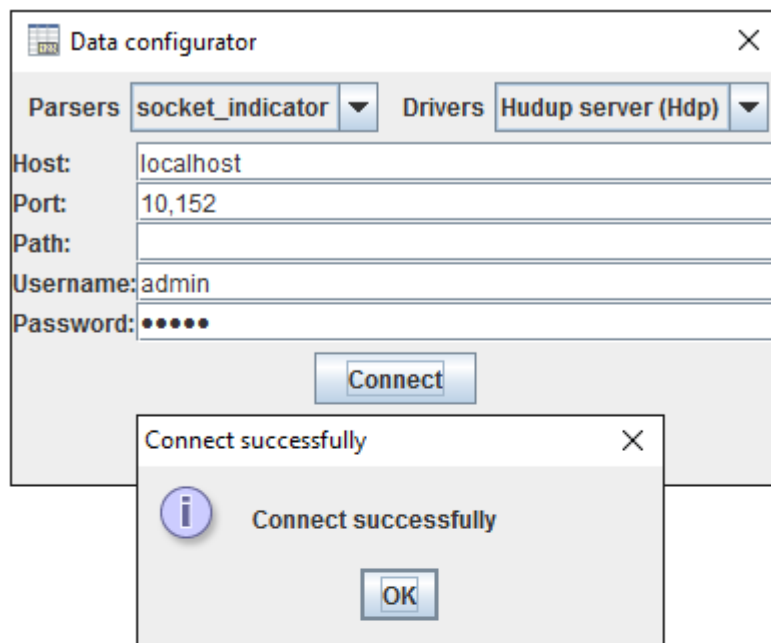 Data configurator
Parsers socket_indicator Drivers Hudup server (Hdp)
Host: localhost
Port: 10,152
Path:
Username: admin
Password: •••••
Connect
Connect successfully
i Connect successfully
OK